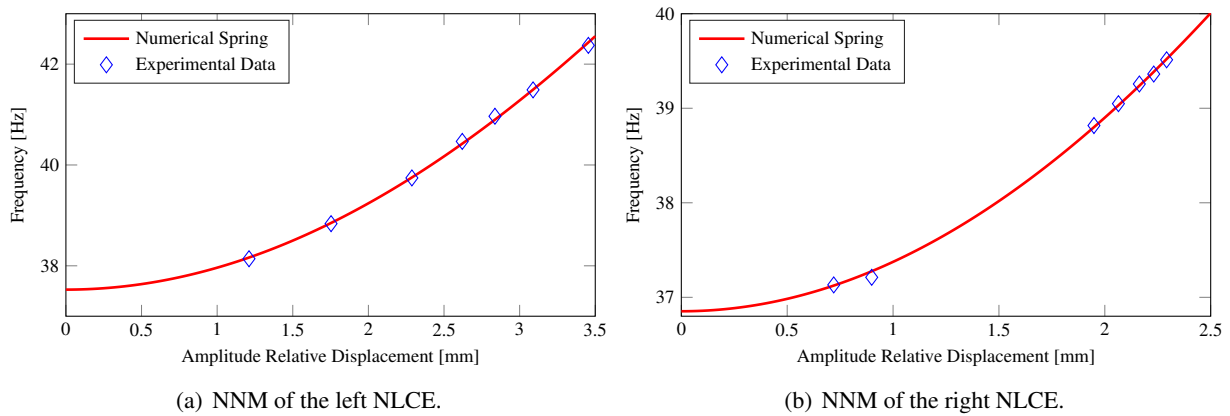 Numerical Spring
Experimental Data
Frequency [Hz]
42
40
38
0 0.5 1 1.5 2 2.5 3 3.5
Amplitude Relative Displacement [mm]
(a) NNM of the left NLCE.
40
Numerical Spring
Experimental Data
Frequency [Hz]
39
38
37
0 0.5 1 1.5 2 2.5
Amplitude Relative Displacement [mm]
(b) NNM of the right NLCE.